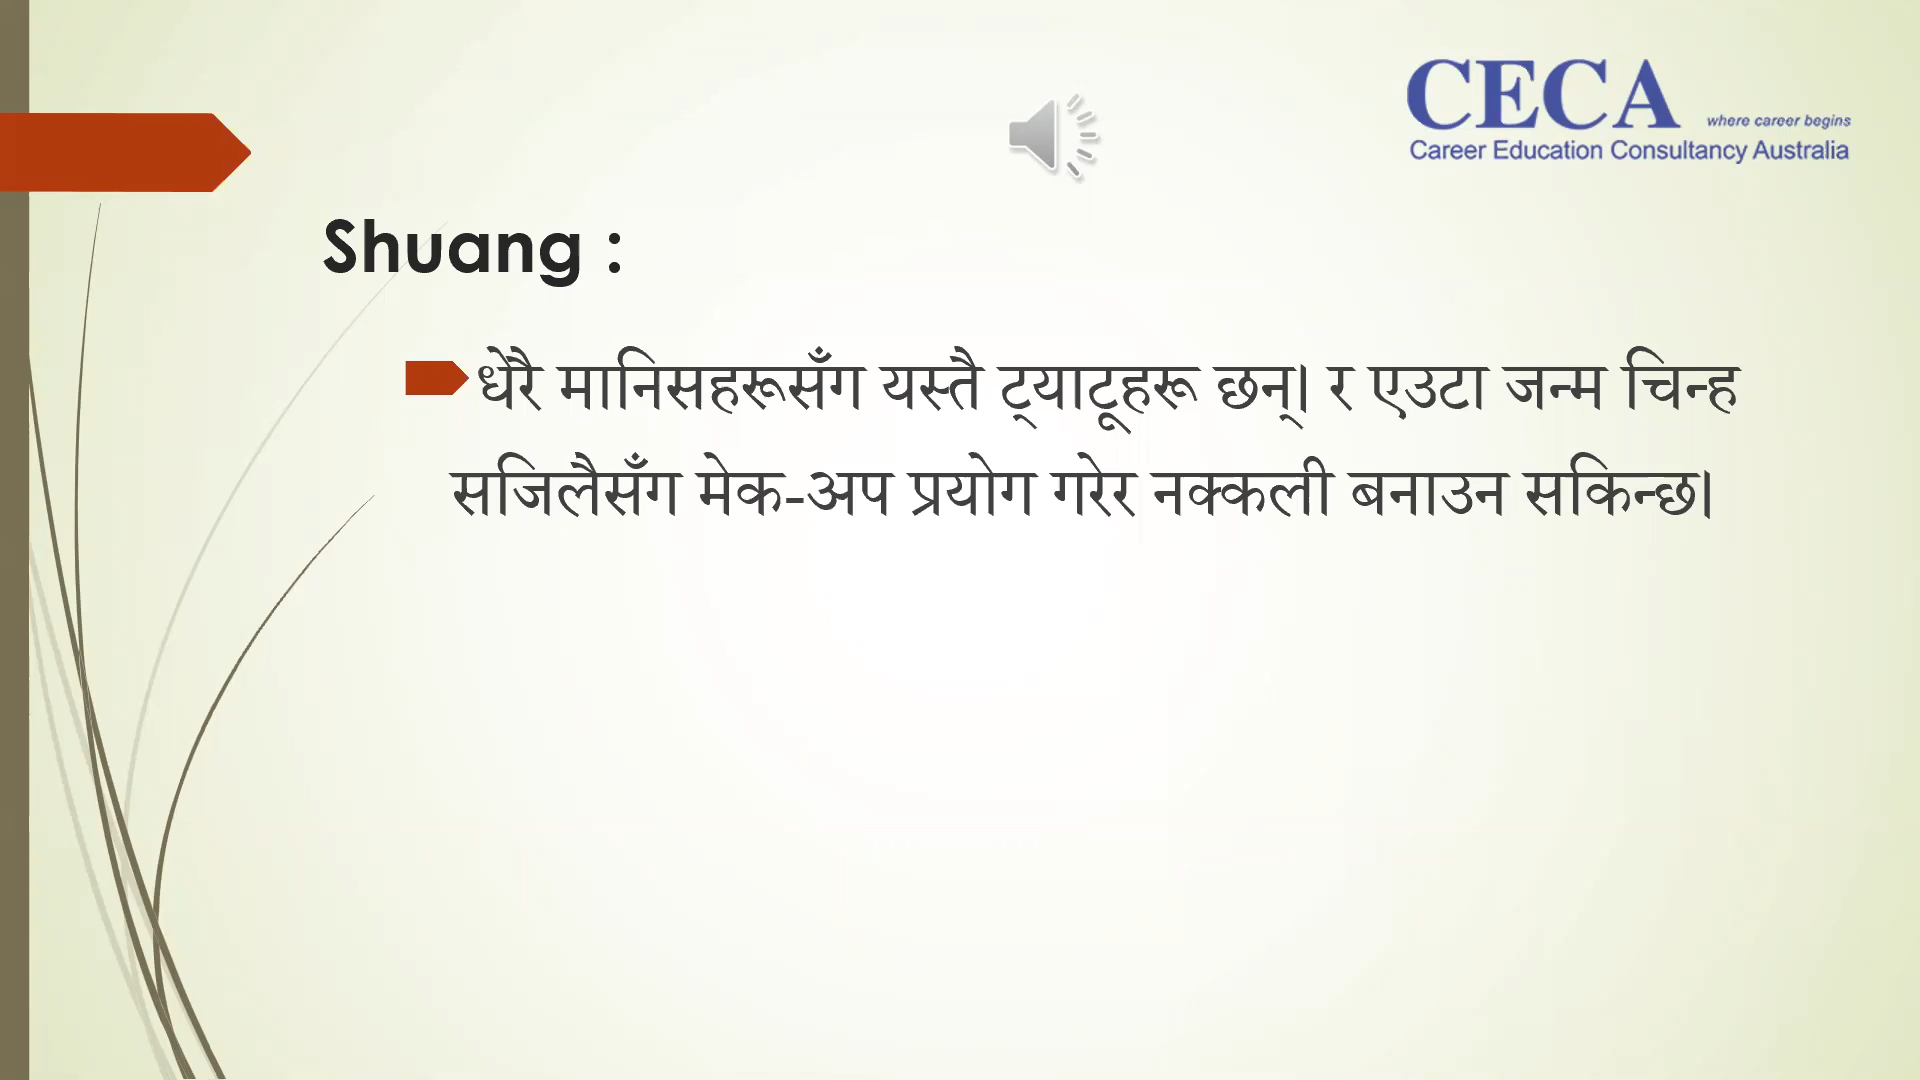 CECA where career begins
Career Education Consultancy Australia
Shuang :
धेरै मानिसहरूसँग यस्तै ट्याटूहरू छन्। र एउटा जन्म चिन्ह
सजिलैसँग मेक-अप प्रयोग गरेर नक्कली बनाउन सकिन्छ।